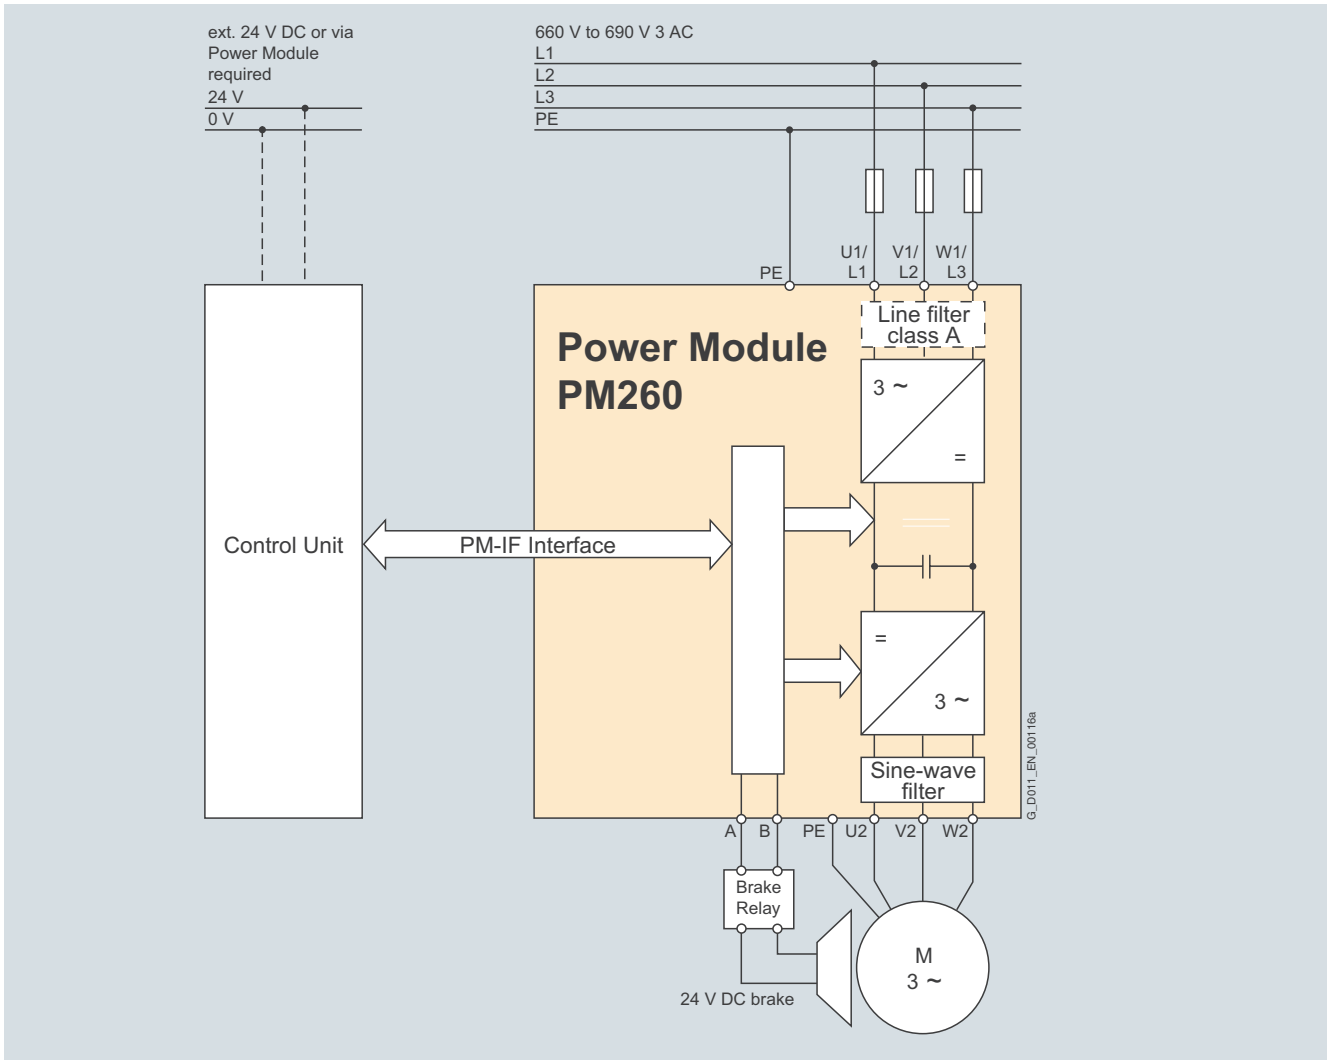 ext. 24 V DC or via
Power Module
required
24 V
0 V
660 V to 690 V 3 AC
L1
L2
L3
PE
PE
U1/
L1
V1/
L2
W1/
L3
Line filter
class A
Power Module
PM260
3 ~
=
Control Unit
PM-IF Interface
=
3 ~
Sine-wave
filter
G_D011_EN_00116a
A
B
PE
U2
V2
W2
Brake
Relay
M
3 ~
24 V DC brake